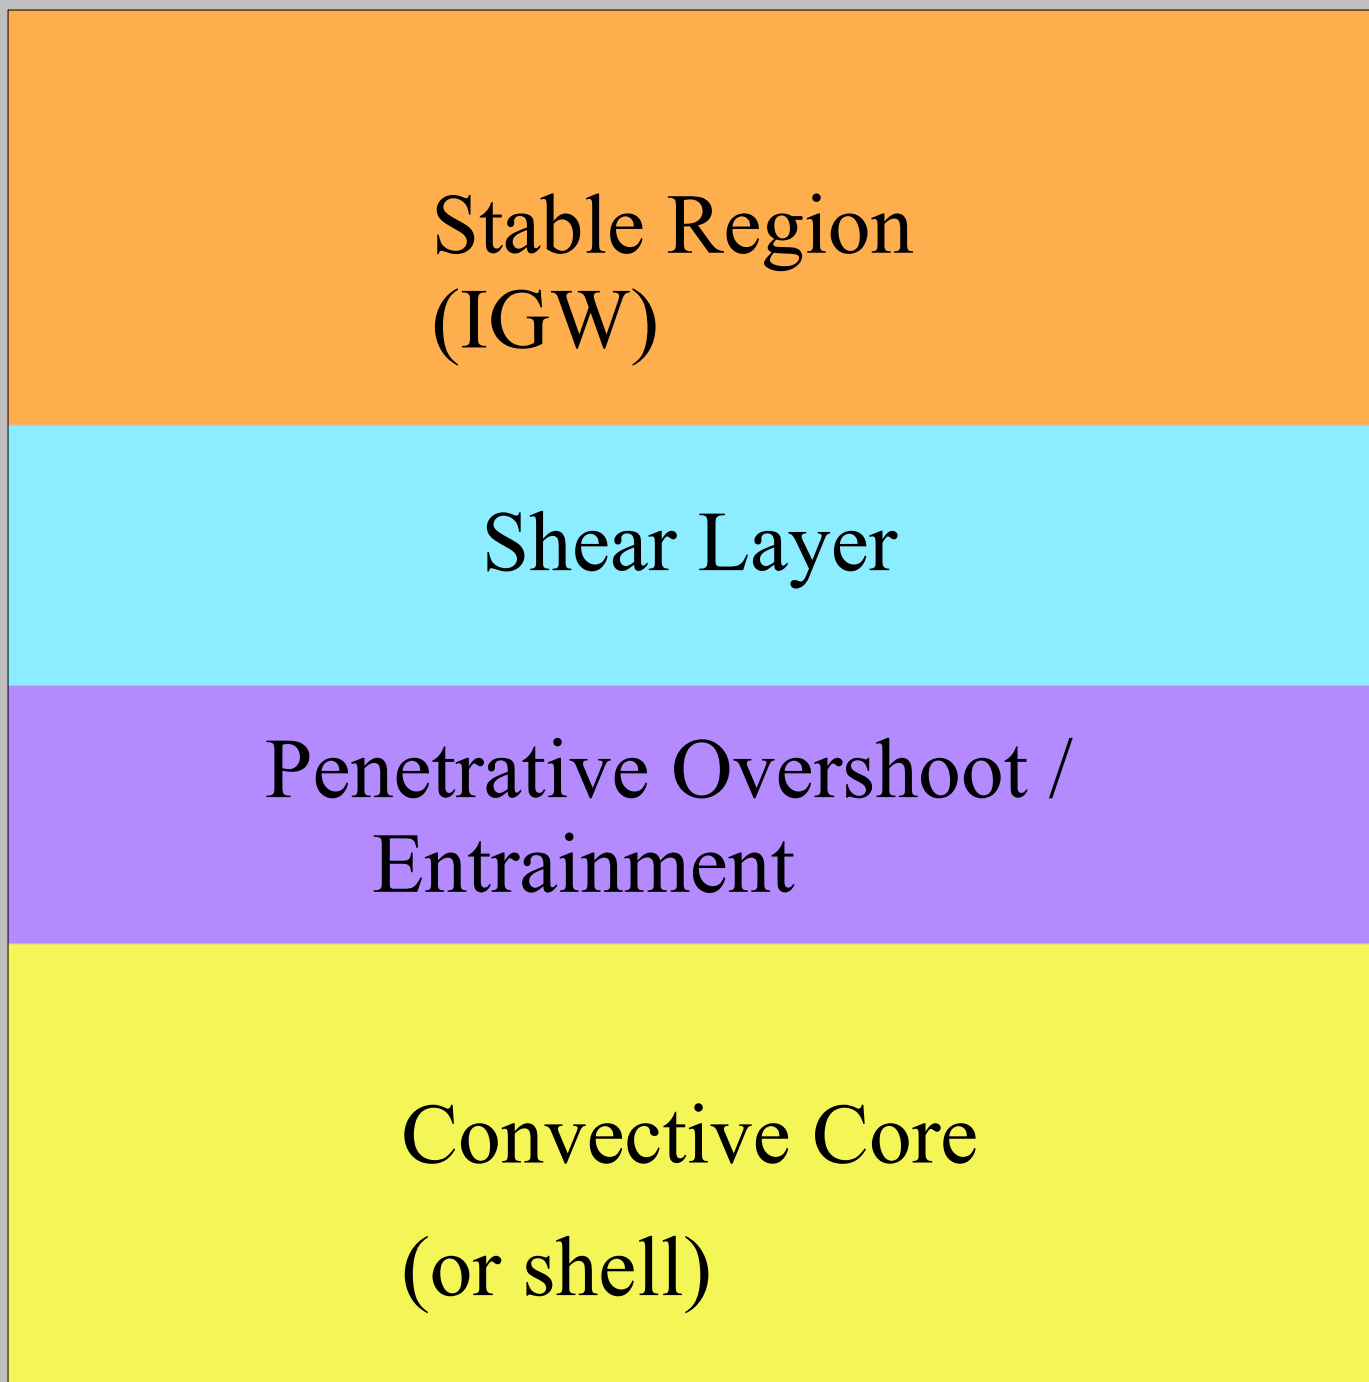 Stable Region
(IGW)
Shear Layer
Penetrative Overshoot /
Entrainment
Convective Core
(or shell)